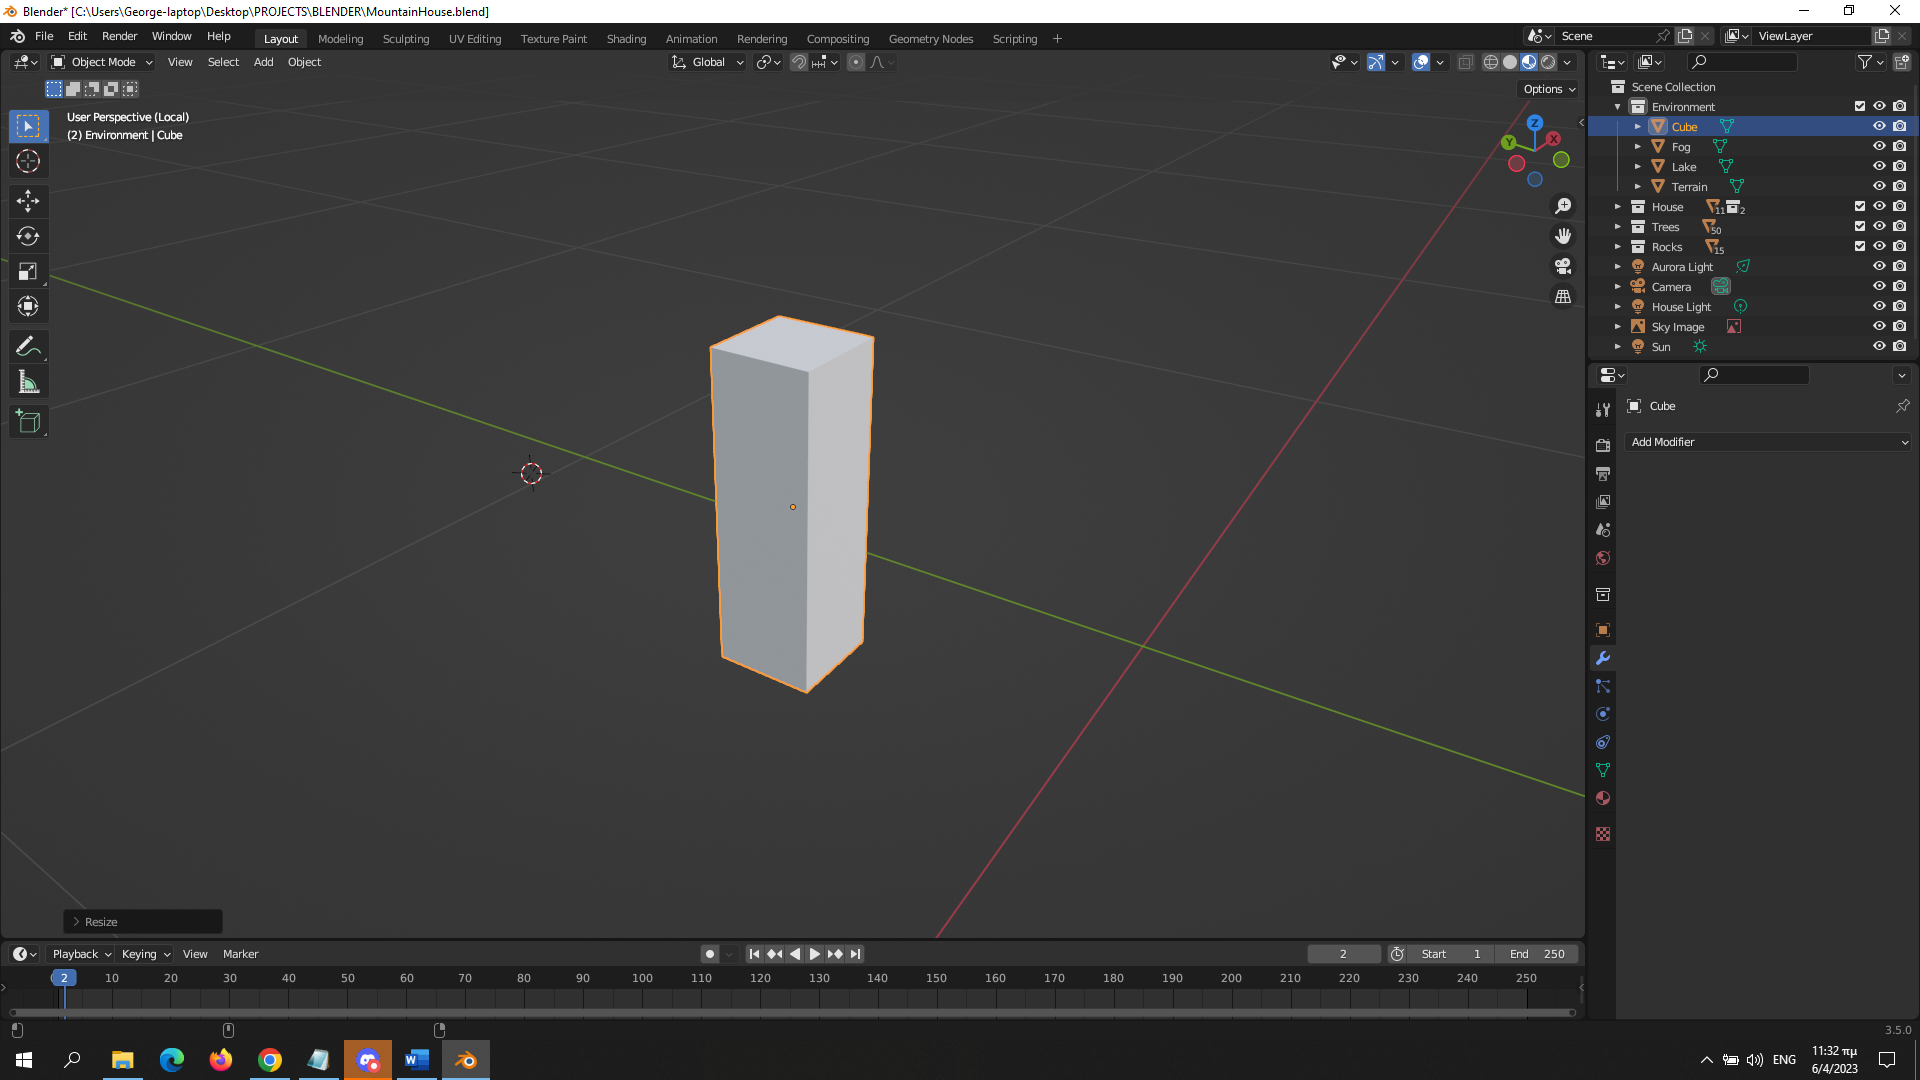 Blender* [C:\Users\George-laptop\Desktop\PROJECTS\BLENDER\MountainHouse.blend]
File Edit Render Window Help Layout Modeling Sculpting UV Editing Texture Paint Shading Animation Rendering Compositing Geometry Nodes Scripting + Scene ViewLayer
Object Mode View Select Add Object Global
Options
User Perspective (Local)
(2) Environment | Cube
Z
Y
X
Scene Collection
Environment
Cube
Fog
Lake
Terrain
House 11 2
Trees 50
Rocks 15
Aurora Light
Camera
House Light
Sky Image
Sun
Cube
Add Modifier
Resize
Playback Keying View Marker 2 Start 1 End 250
2 10 20 30 40 50 60 70 80 90 100 110 120 130 140 150 160 170 180 190 200 210 220 230 240 250
3.5.0
ENG
11:32 πμ
6/4/2023